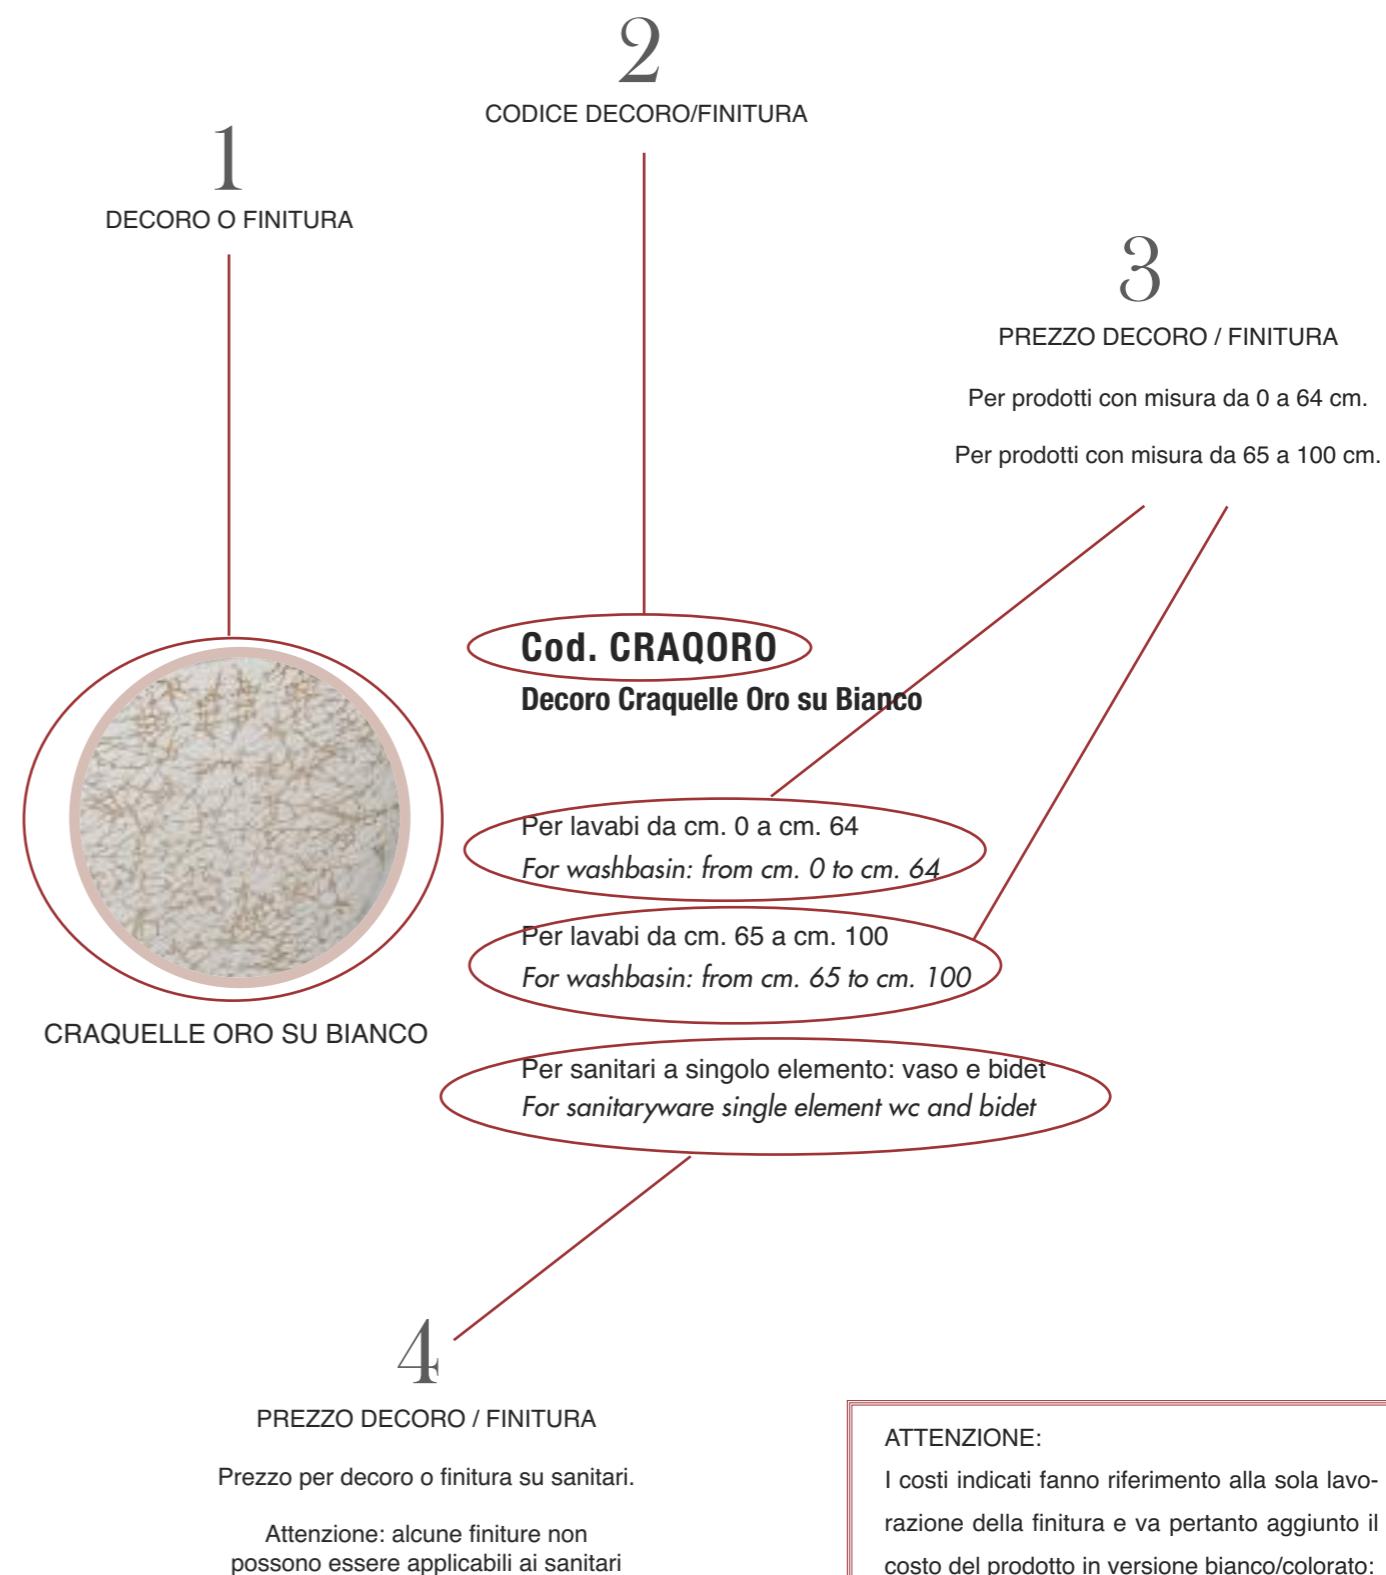 2
CODICE DECORO/FINITURA
1
DECORO O FINITURA
3
PREZZO DECORO / FINITURA
Per prodotti con misura da 0 a 64 cm.
Per prodotti con misura da 65 a 100 cm.
Cod. CRAQORO
Decoro Craquelle Oro su Bianco
Per lavabi da cm. 0 a cm. 64
For washbasin: from cm. 0 to cm. 64
Per lavabi da cm. 65 a cm. 100
For washbasin: from cm. 65 to cm. 100
CRAQUELLE ORO SU BIANCO
Per sanitari a singolo elemento: vaso e bidet
For sanitaryware single element wc and bidet
4
PREZZO DECORO / FINITURA
Prezzo per decoro o finitura su sanitari.
Attenzione: alcune finiture non
possono essere applicabili ai sanitari
ATTENZIONE:
I costi indicati fanno riferimento alla sola lavo-
razione della finitura e va pertanto aggiunto il
costo del prodotto in versione bianco/colorato: